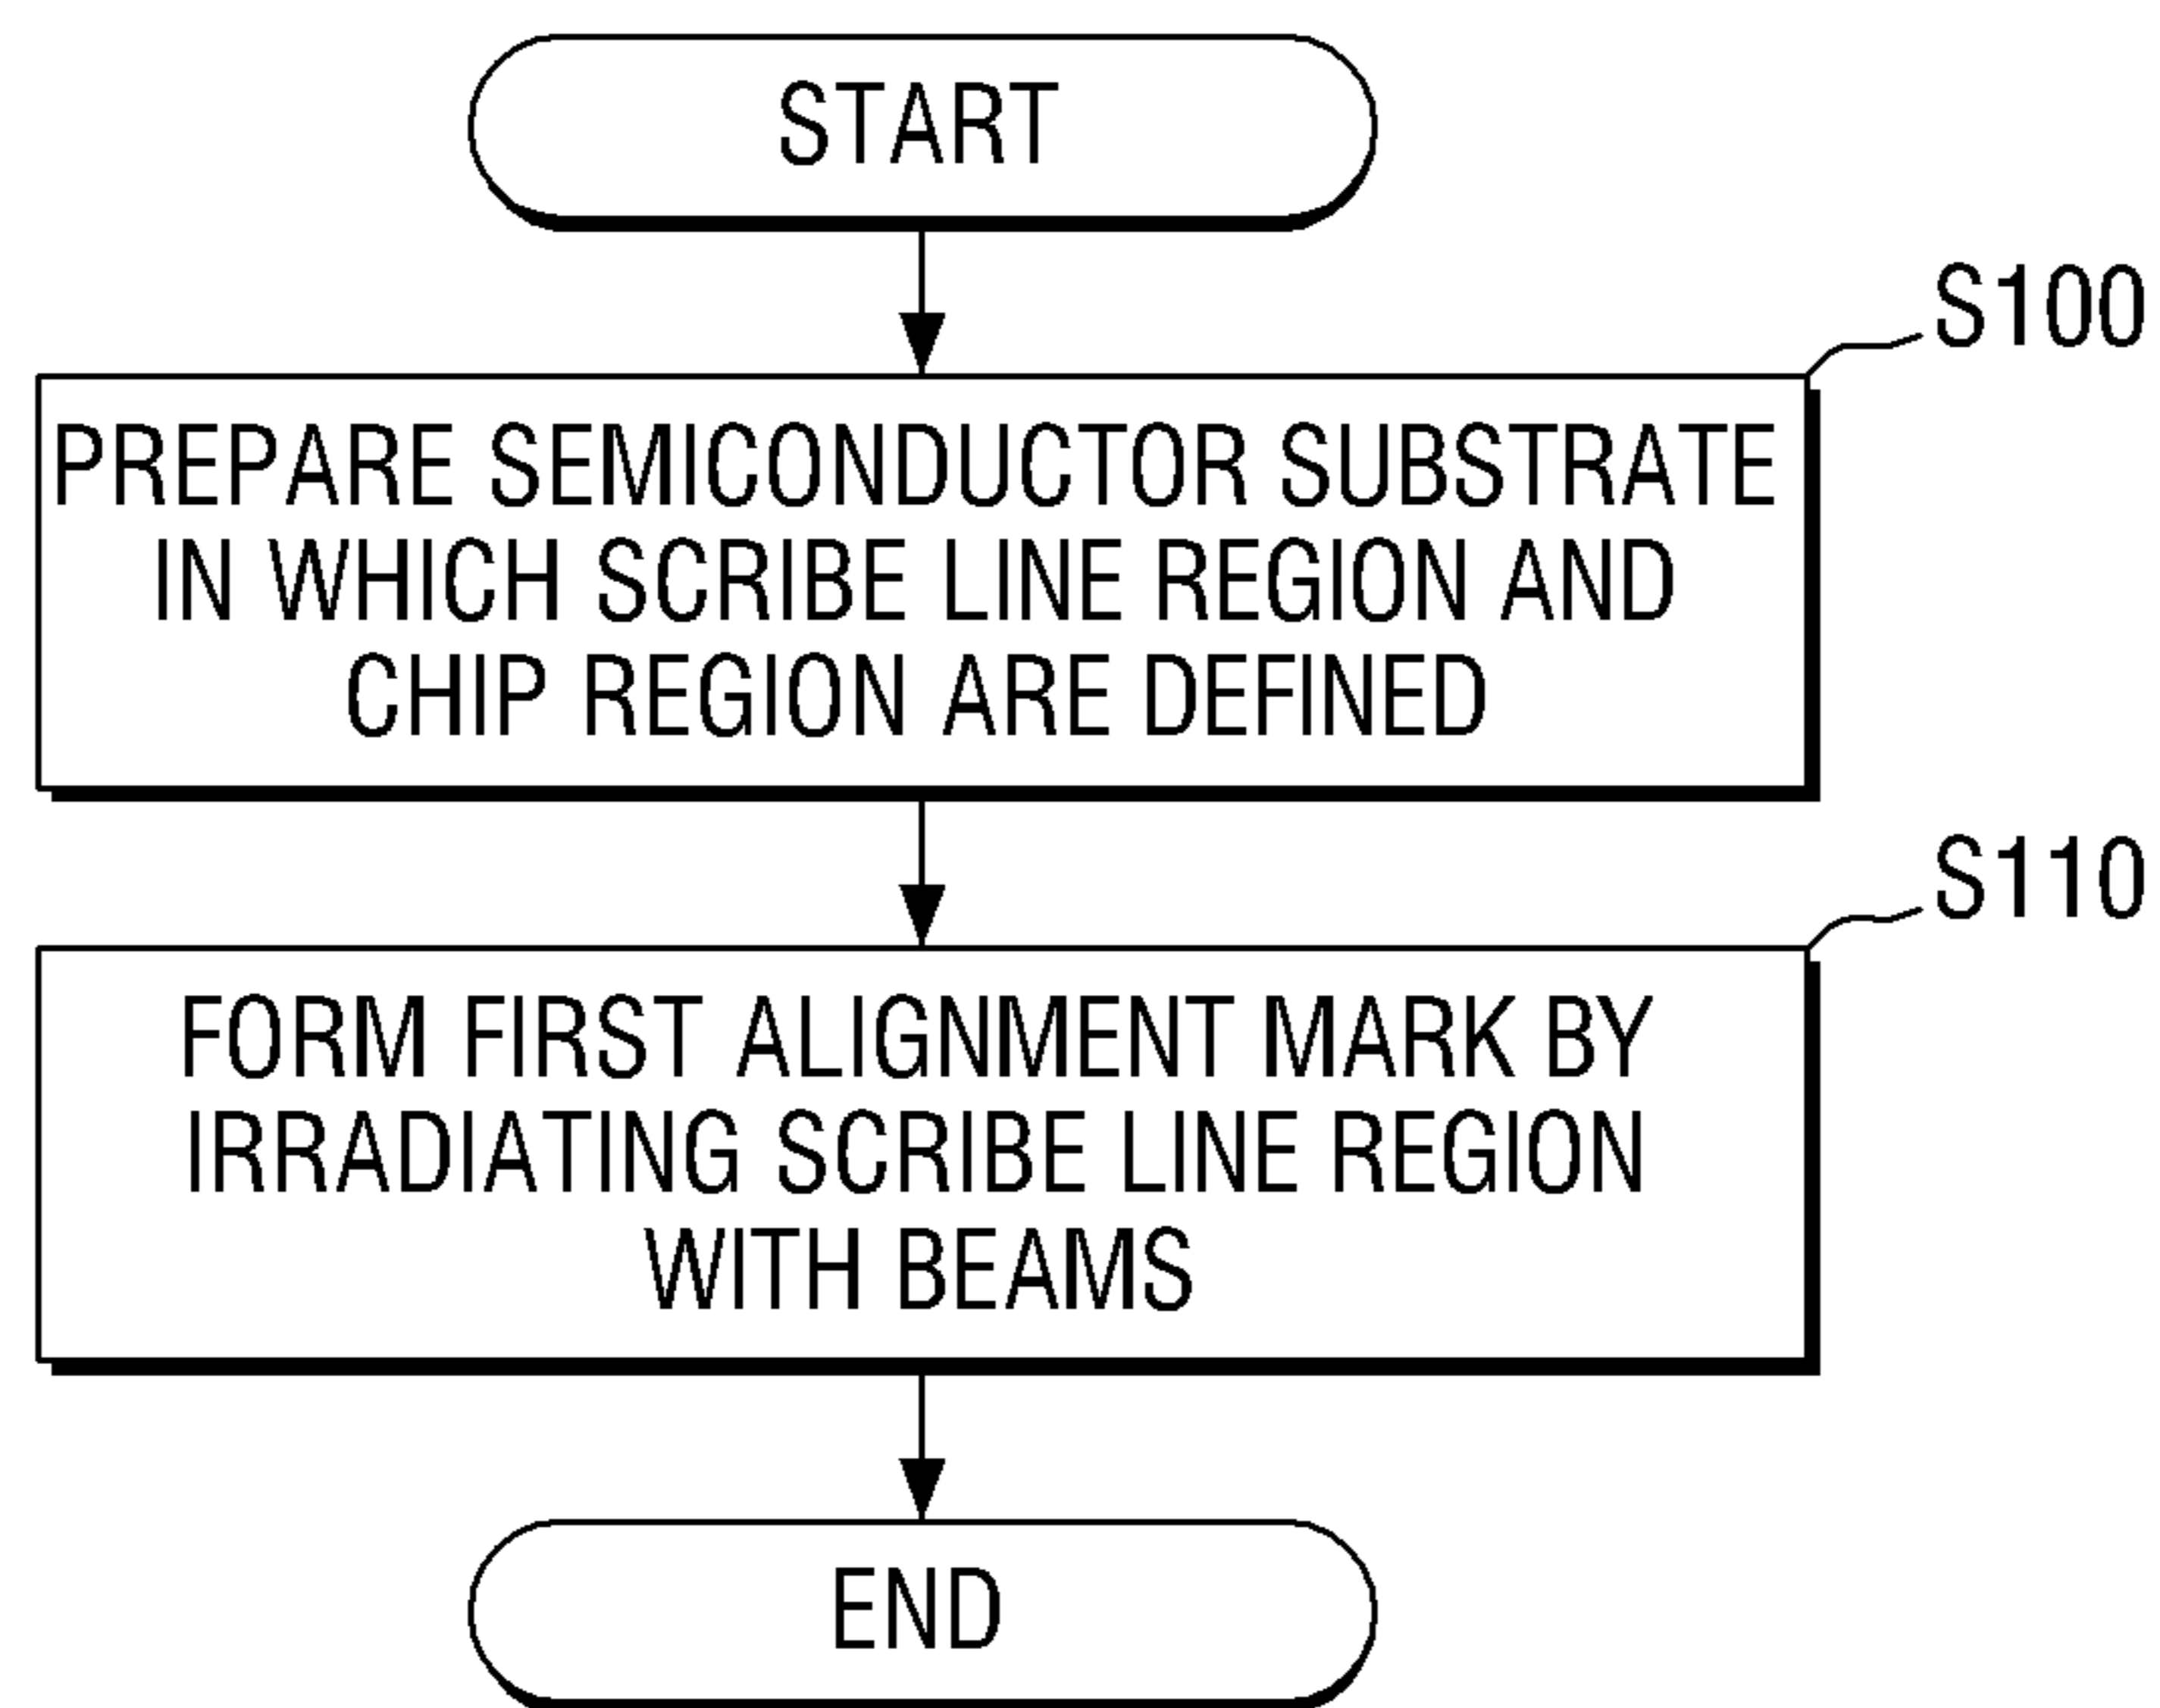 START
S100
PREPARE SEMICONDUCTOR SUBSTRATE
IN WHICH SCRIBE LINE REGION AND
CHIP REGION ARE DEFINED
S110
FORM FIRST ALIGNMENT MARK BY
IRRADIATING SCRIBE LINE REGION
WITH BEAMS
END